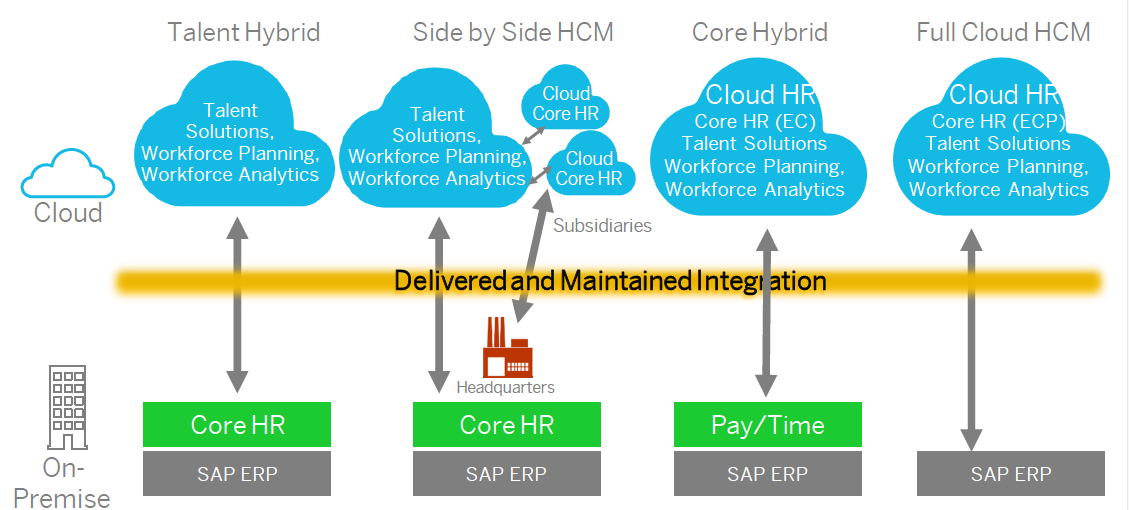 Talent Hybrid
Side by Side HCM
Core Hybrid
Full Cloud HCM
Cloud
Talent
Solutions,
Workforce Planning,
Workforce Analytics
Talent
Solutions,
Workforce Planning,
Workforce Analytics
Cloud
Core HR
Cloud
Core HR
Subsidiaries
Cloud HR
Core HR (EC)
Talent Solutions
Workforce Planning,
Workforce Analytics
Cloud HR
Core HR (ECP)
Talent Solutions
Workforce Planning,
Workforce Analytics
Delivered and Maintained Integration
Headquarters
On-
Premise
Core HR
SAP ERP
Core HR
SAP ERP
Pay/Time
SAP ERP
SAP ERP